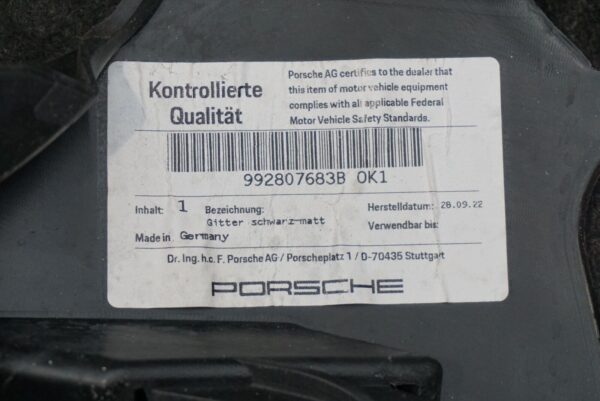 Kontrollierte
Qualität
Porsche AG certifies to the dealer that
this item of motor vehicle equipment
complies with all applicable Federal
Motor Vehicle Safety Standards.
992807683B OK1
Inhalt: 1 Bezeichnung: Herstelldatum: 28.09.22
Gitter schwarz-matt Verwendbar bis:
Made in Germany
Dr. Ing. h.c. F. Porsche AG / Porscheplatz 1 / D-70435 Stuttgart
PORSCHE